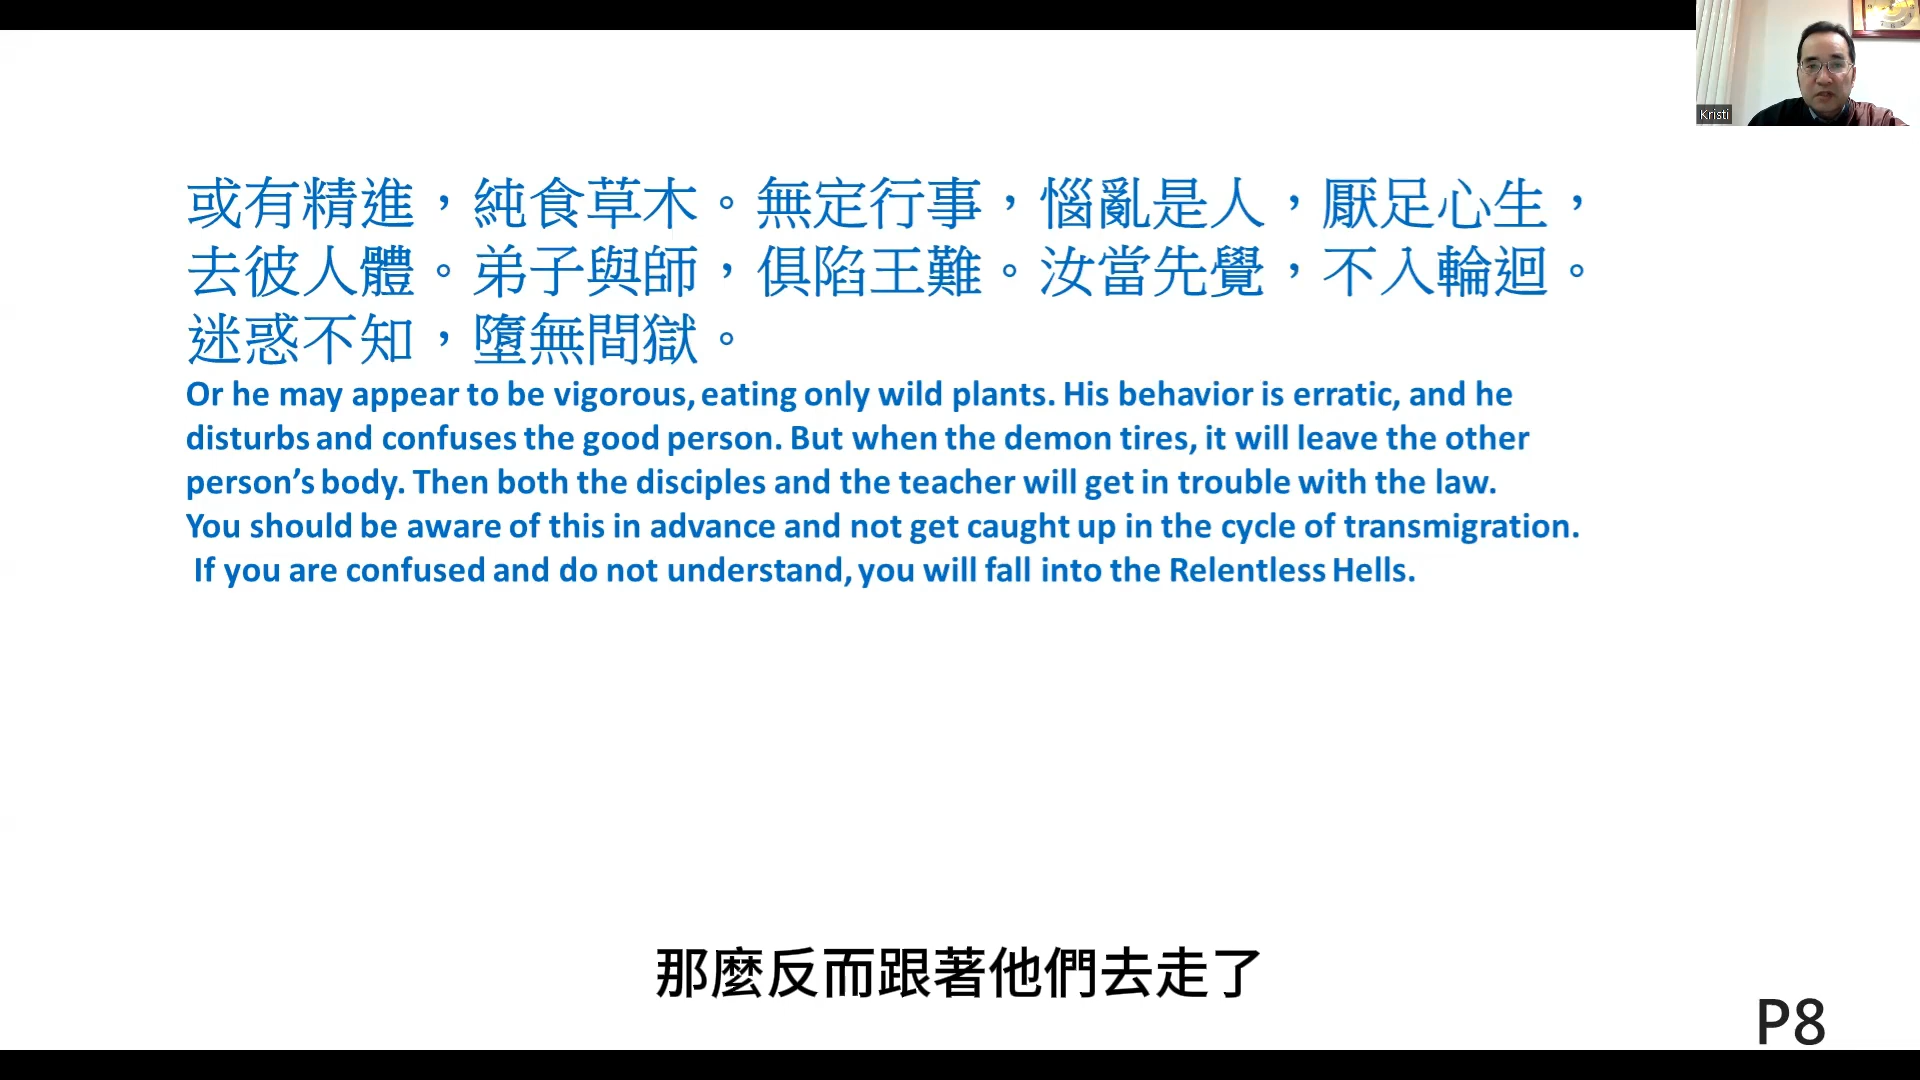 Kristi
或有精進，純食草木。無定行事，惱亂是人，厭足心生，
去彼人體。弟子與師，俱陷王難。汝當先覺，不入輪迴。
迷惑不知，墮無間獄。
Or he may appear to be vigorous, eating only wild plants. His behavior is erratic, and he
disturbs and confuses the good person. But when the demon tires, it will leave the other
person’s body. Then both the disciples and the teacher will get in trouble with the law.
You should be aware of this in advance and not get caught up in the cycle of transmigration.
If you are confused and do not understand, you will fall into the Relentless Hells.
那麼反而跟著他們去走了
P8